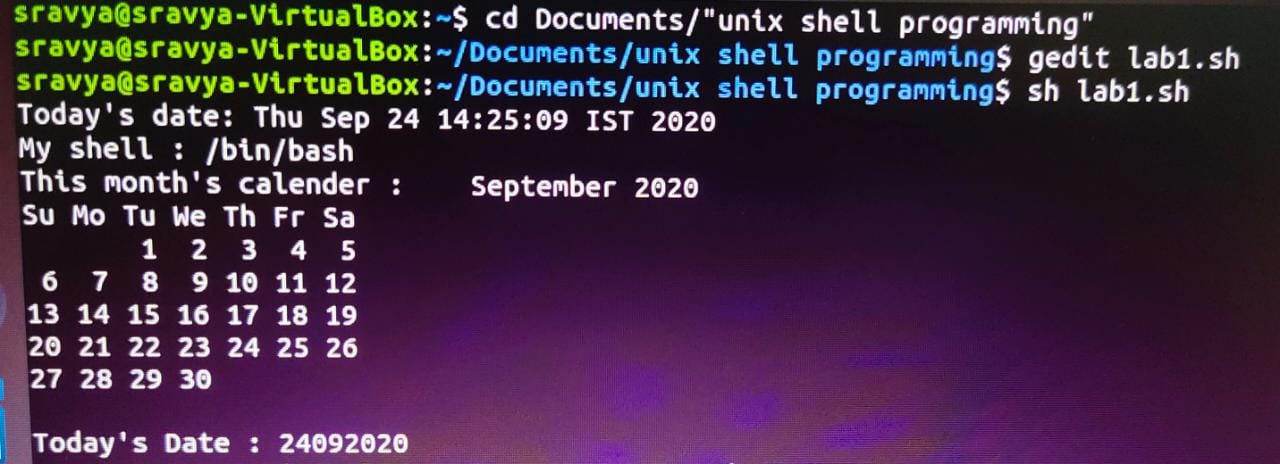 sravya@sravya-VirtualBox:~$ cd Documents/"unix shell programming"
sravya@sravya-VirtualBox:~/Documents/unix shell programming$ gedit lab1.sh
sravya@sravya-VirtualBox:~/Documents/unix shell programming$ sh lab1.sh
Today's date: Thu Sep 24 14:25:09 IST 2020
My shell : /bin/bash
This month's calender :    September 2020
Su Mo Tu We Th Fr Sa
       1  2  3  4  5
 6  7  8  9 10 11 12
13 14 15 16 17 18 19
20 21 22 23 24 25 26
27 28 29 30
Today's Date : 24092020